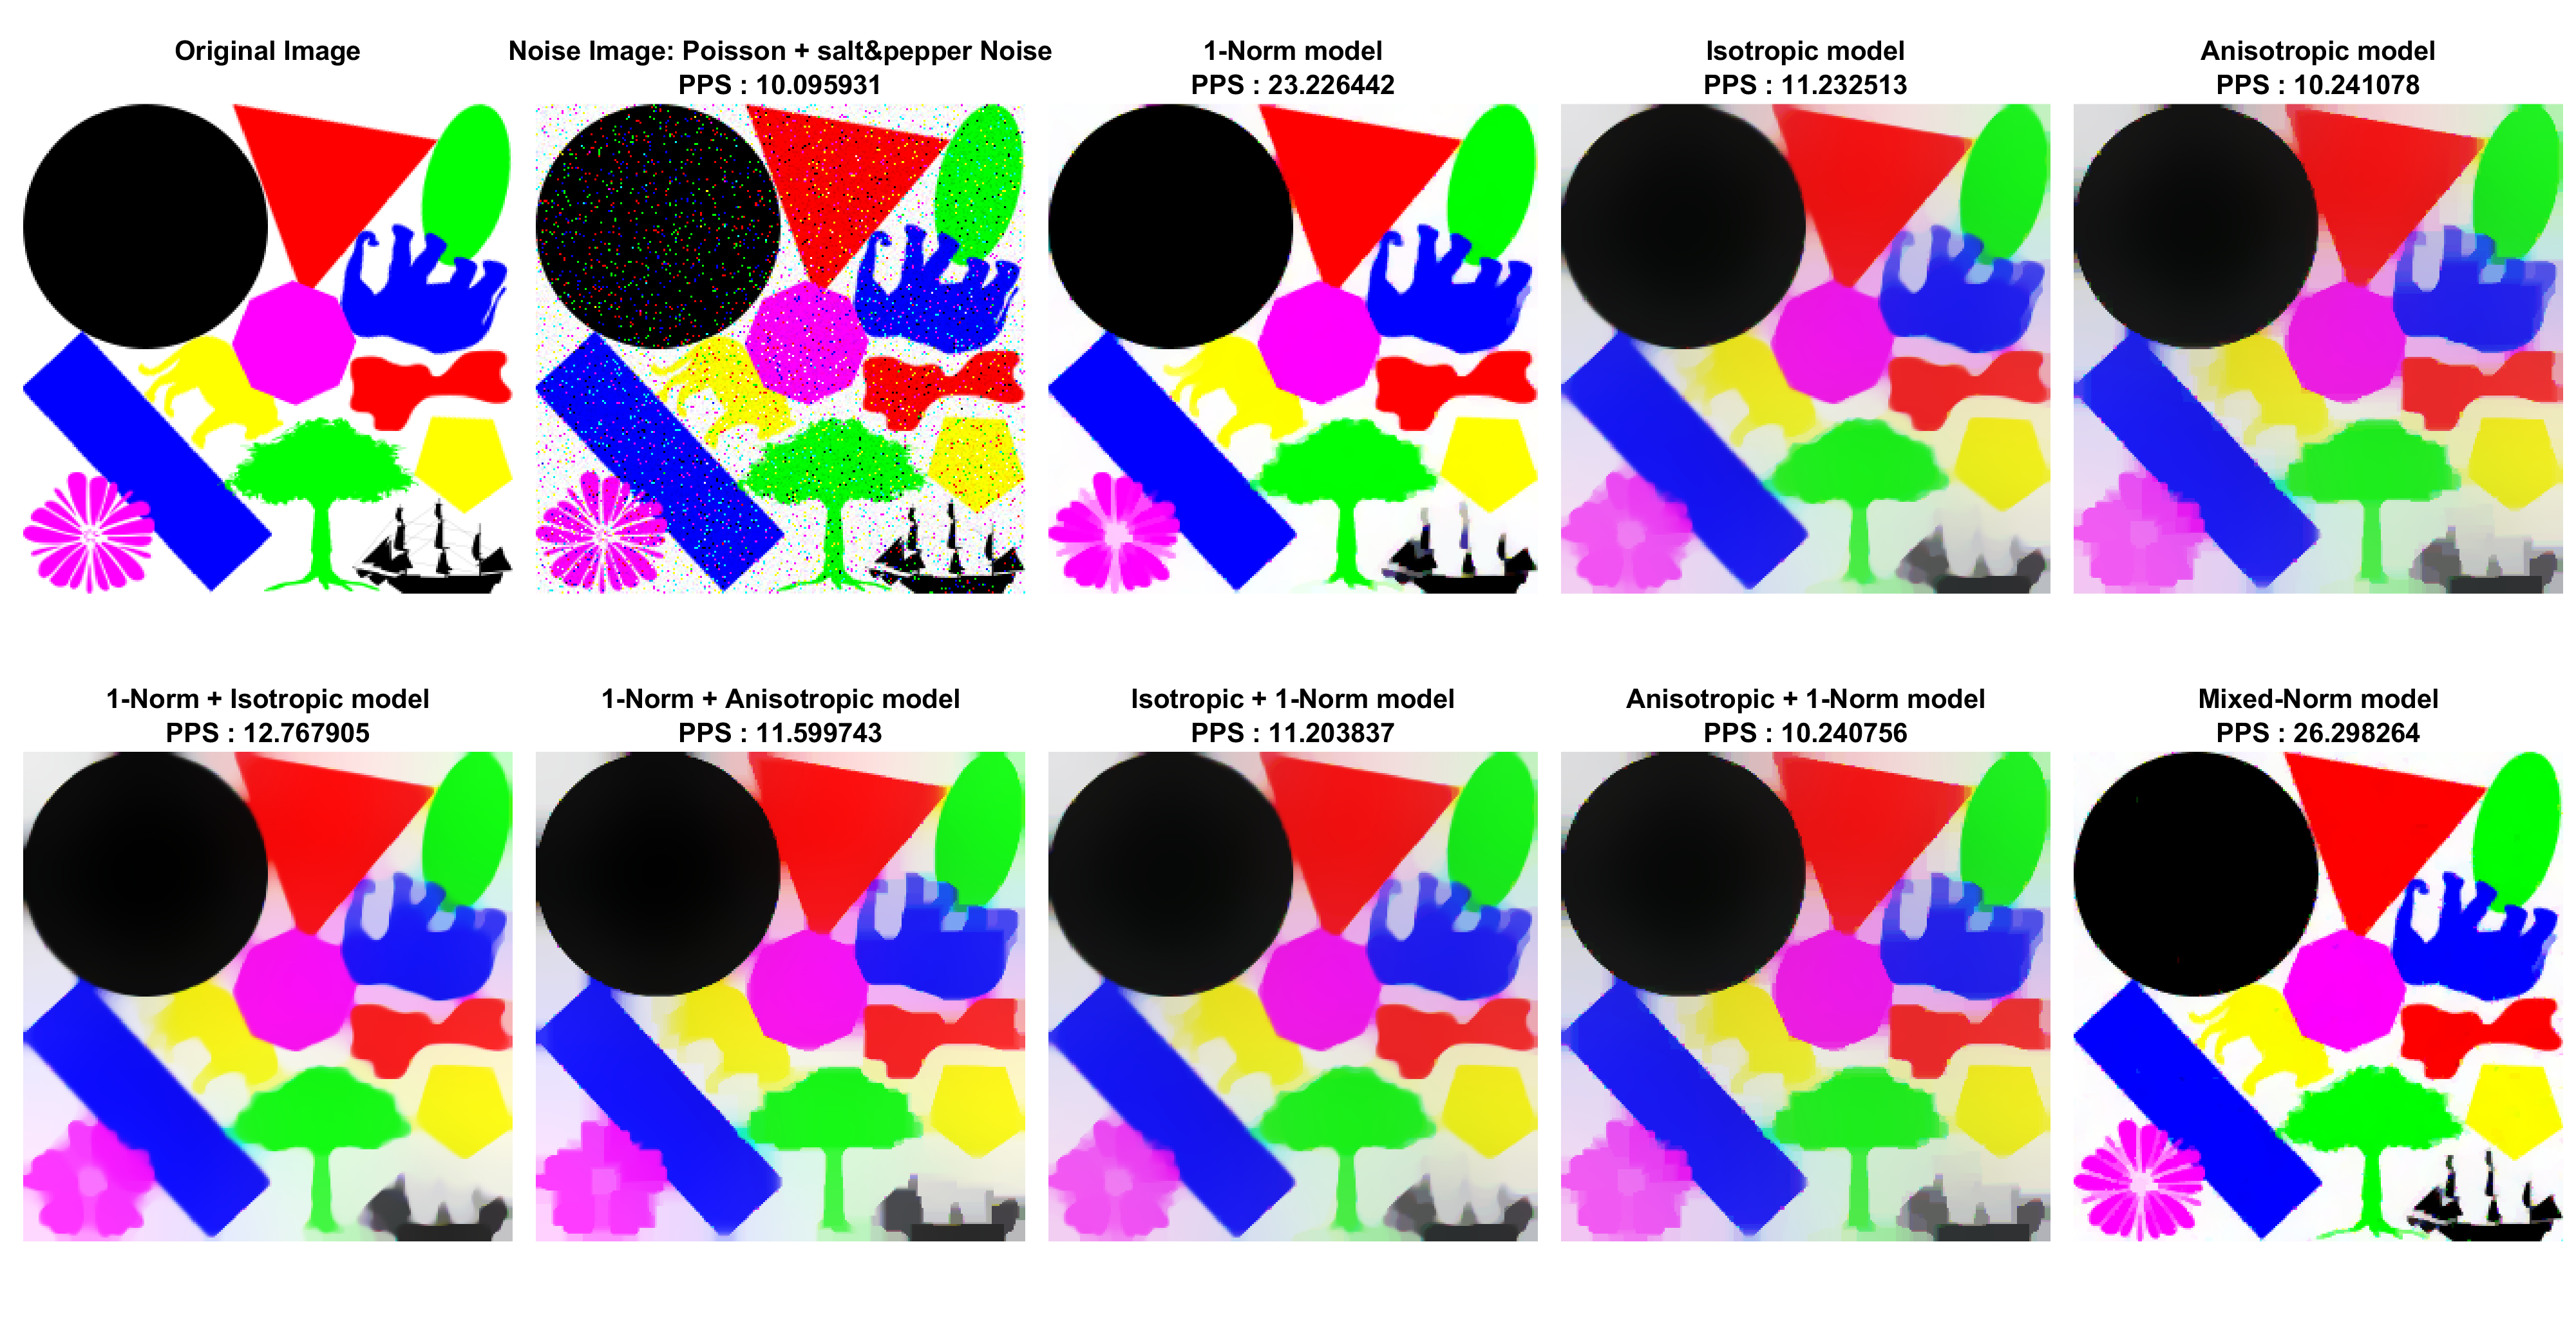 Original Image
Noise Image: Poisson + salt&pepper Noise
PPS : 10.095931
1-Norm model
PPS : 23.226442
Isotropic model
PPS : 11.232513
Anisotropic model
PPS : 10.241078
1-Norm + Isotropic model
PPS : 12.767905
1-Norm + Anisotropic model
PPS : 11.599743
Isotropic + 1-Norm model
PPS : 11.203837
Anisotropic + 1-Norm model
PPS : 10.240756
Mixed-Norm model
PPS : 26.298264